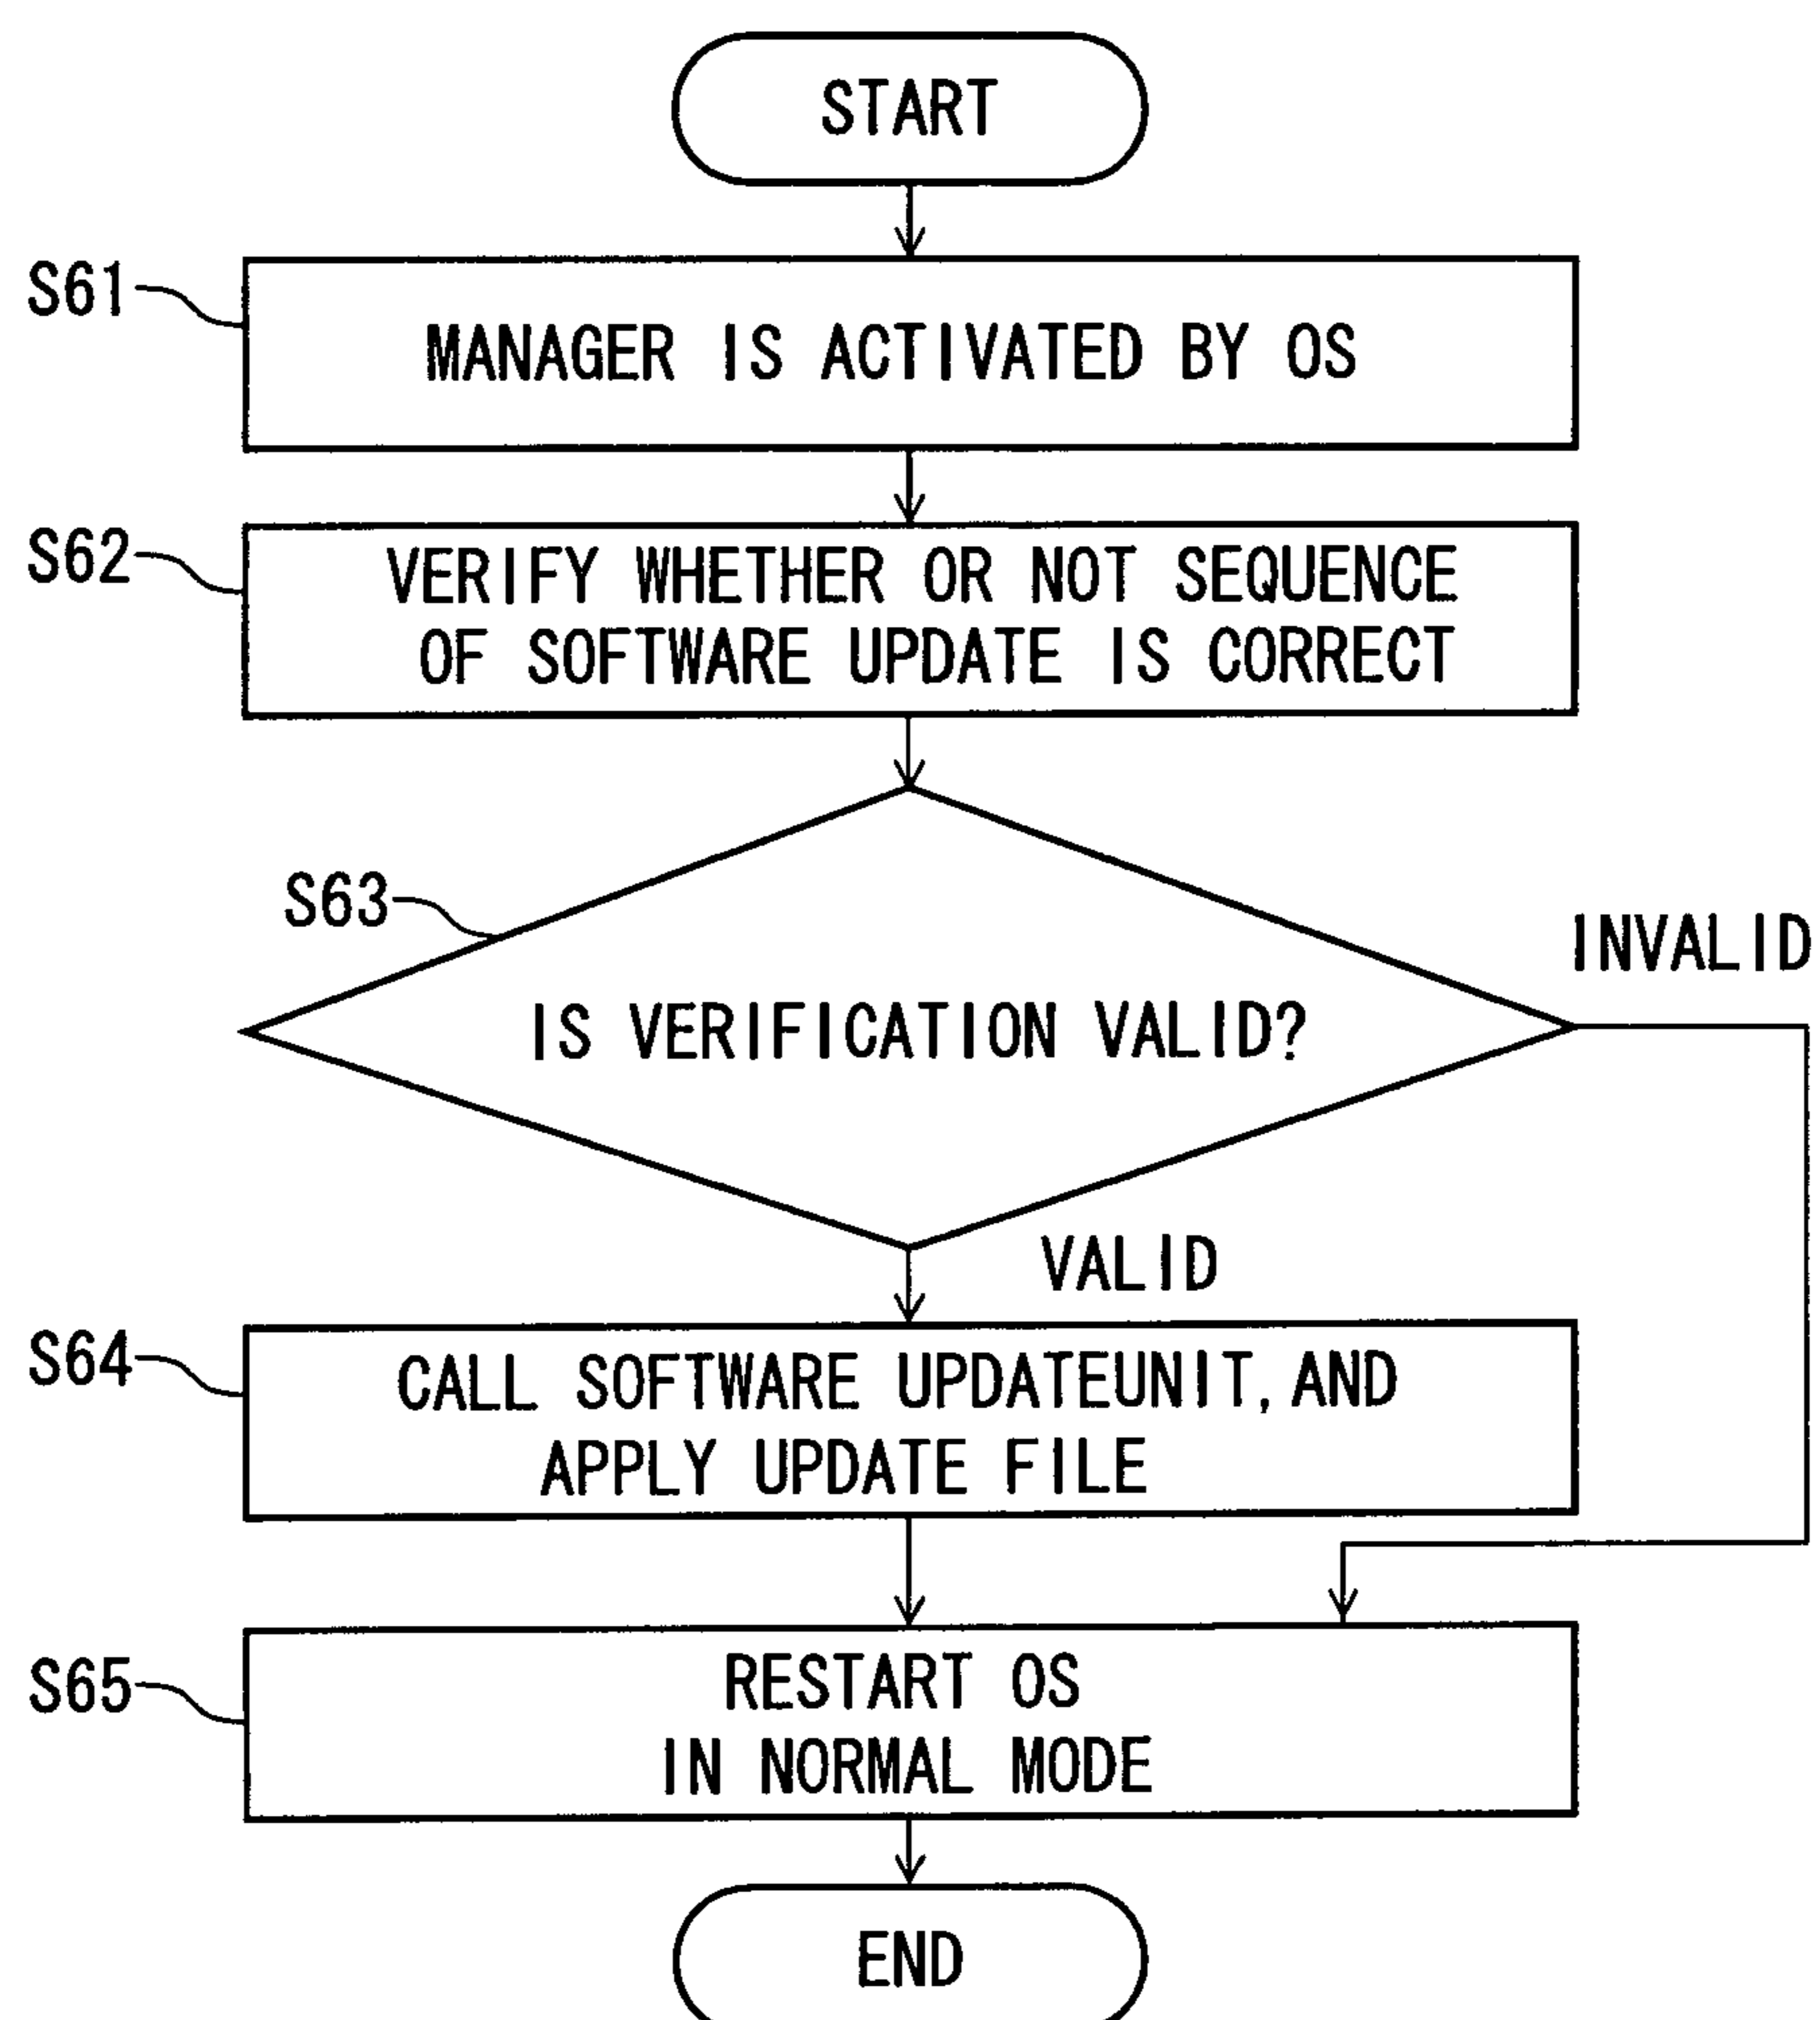 START
S61
MANAGER IS ACTIVATED BY OS
S62
VERIFY WHETHER OR NOT SEQUENCE
OF SOFTWARE UPDATE IS CORRECT
S63
INVALID
IS VERIFICATION VALID?
VALID
S64
CALL SOFTWARE UPDATEUNIT, AND
APPLY UPDATE FILE
S65
RESTART OS
IN NORMAL MODE
END